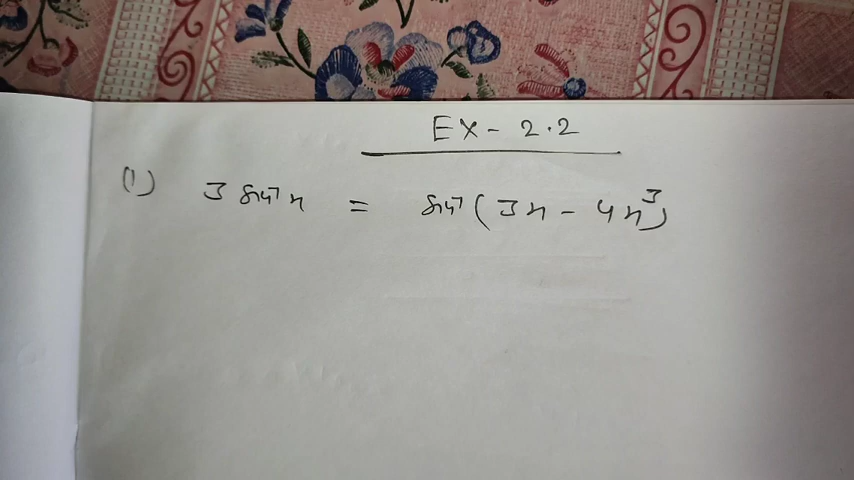 EX - 2.2
(1) 3 sin⁻¹x = sin⁻¹(3x - 4x³)